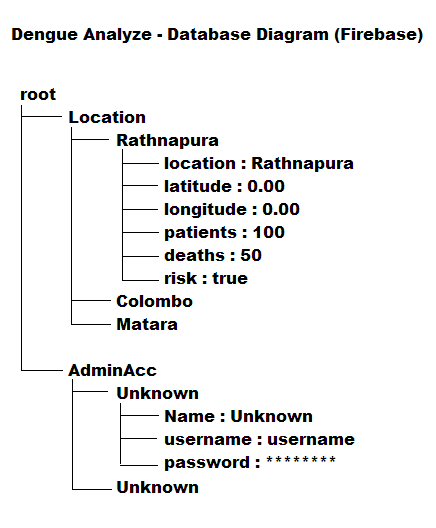 Dengue Analyze - Database Diagram (Firebase)
root
Location
Rathnapura
location : Rathnapura
latitude : 0.00
longitude : 0.00
patients : 100
deaths : 50
risk : true
Colombo
Matara
AdminAcc
Unknown
Name : Unknown
username : username
password : ********
Unknown